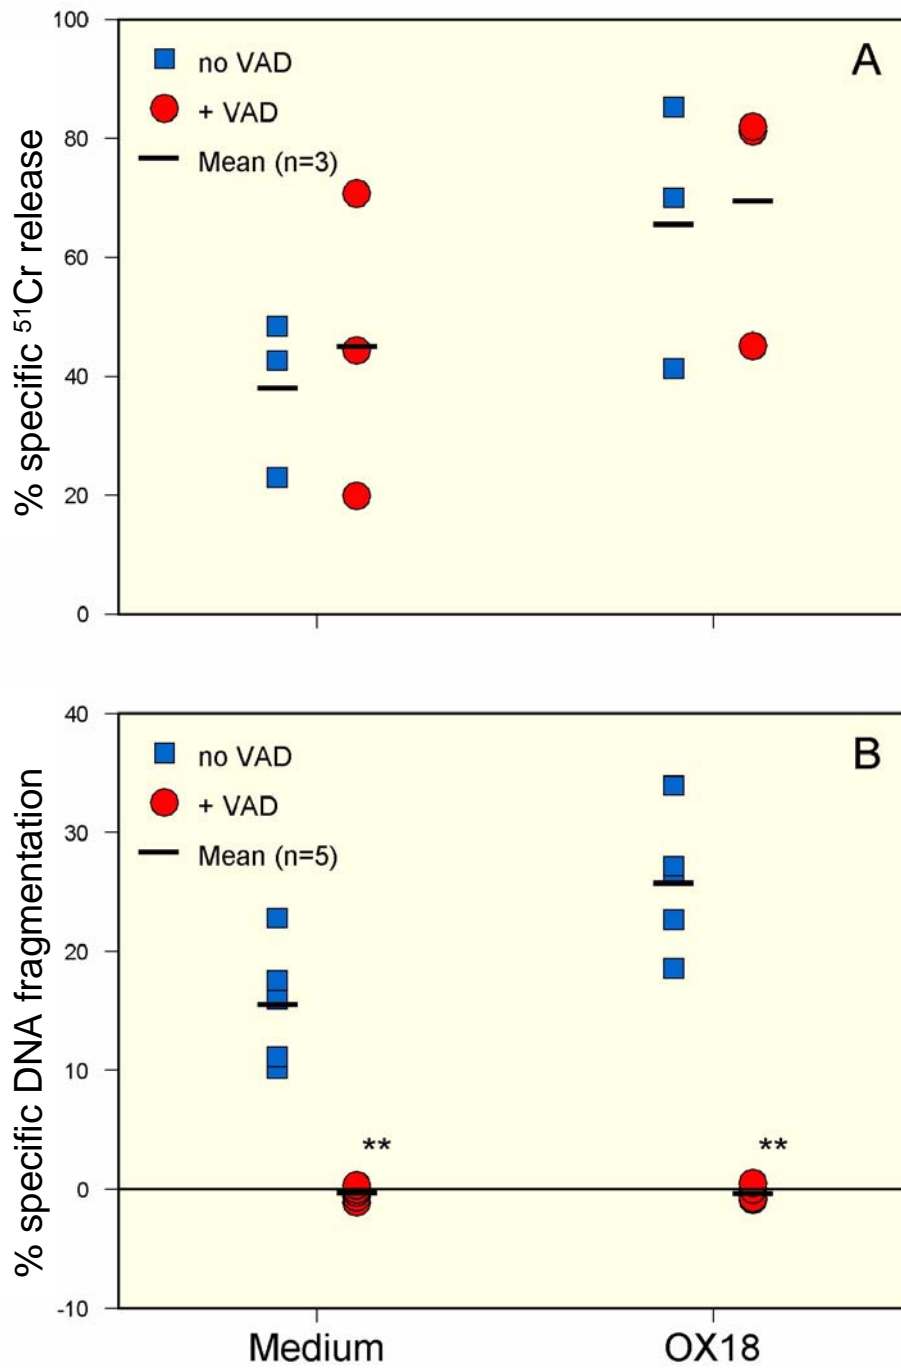 100
80
60
40
20
0
% specific ⁵¹Cr release
no VAD
+ VAD
Mean (n=3)
A
40
30
20
10
0
-10
% specific DNA fragmentation
no VAD
+ VAD
Mean (n=5)
B
**
**
Medium
OX18